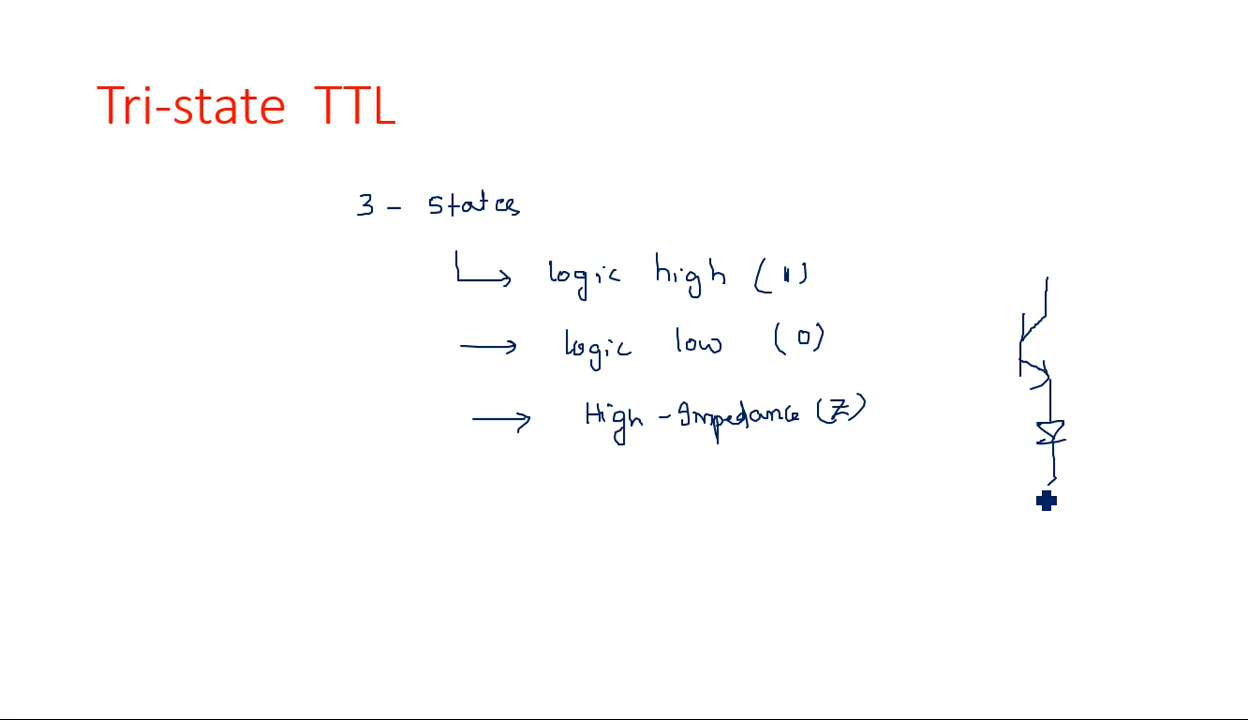 Tri-state TTL
3 - states
logic high (1)
logic low (0)
High - Impedance (Z)